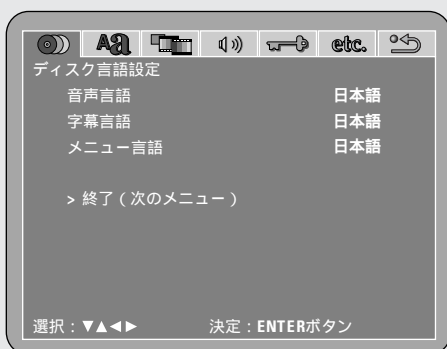 Aa etc.
ディスク言語設定
音声言語 日本語
字幕言語 日本語
メニュー言語 日本語
> 終了（次のメニュー）
選択：▼▲◀▶ 決定：ENTERボタン